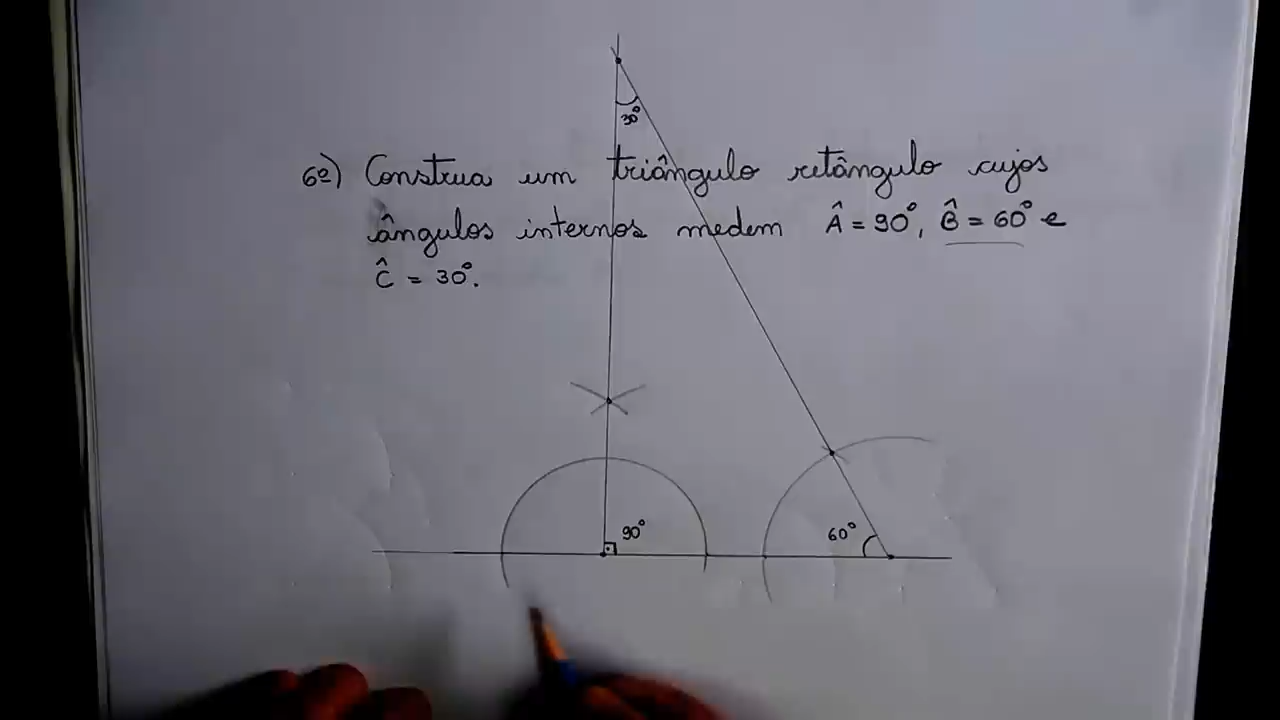 30°
6º) Construa um triângulo retângulo cujos
ângulos internos medem Â = 90°, B̂ = 60° e
Ĉ = 30°.
90°
60°